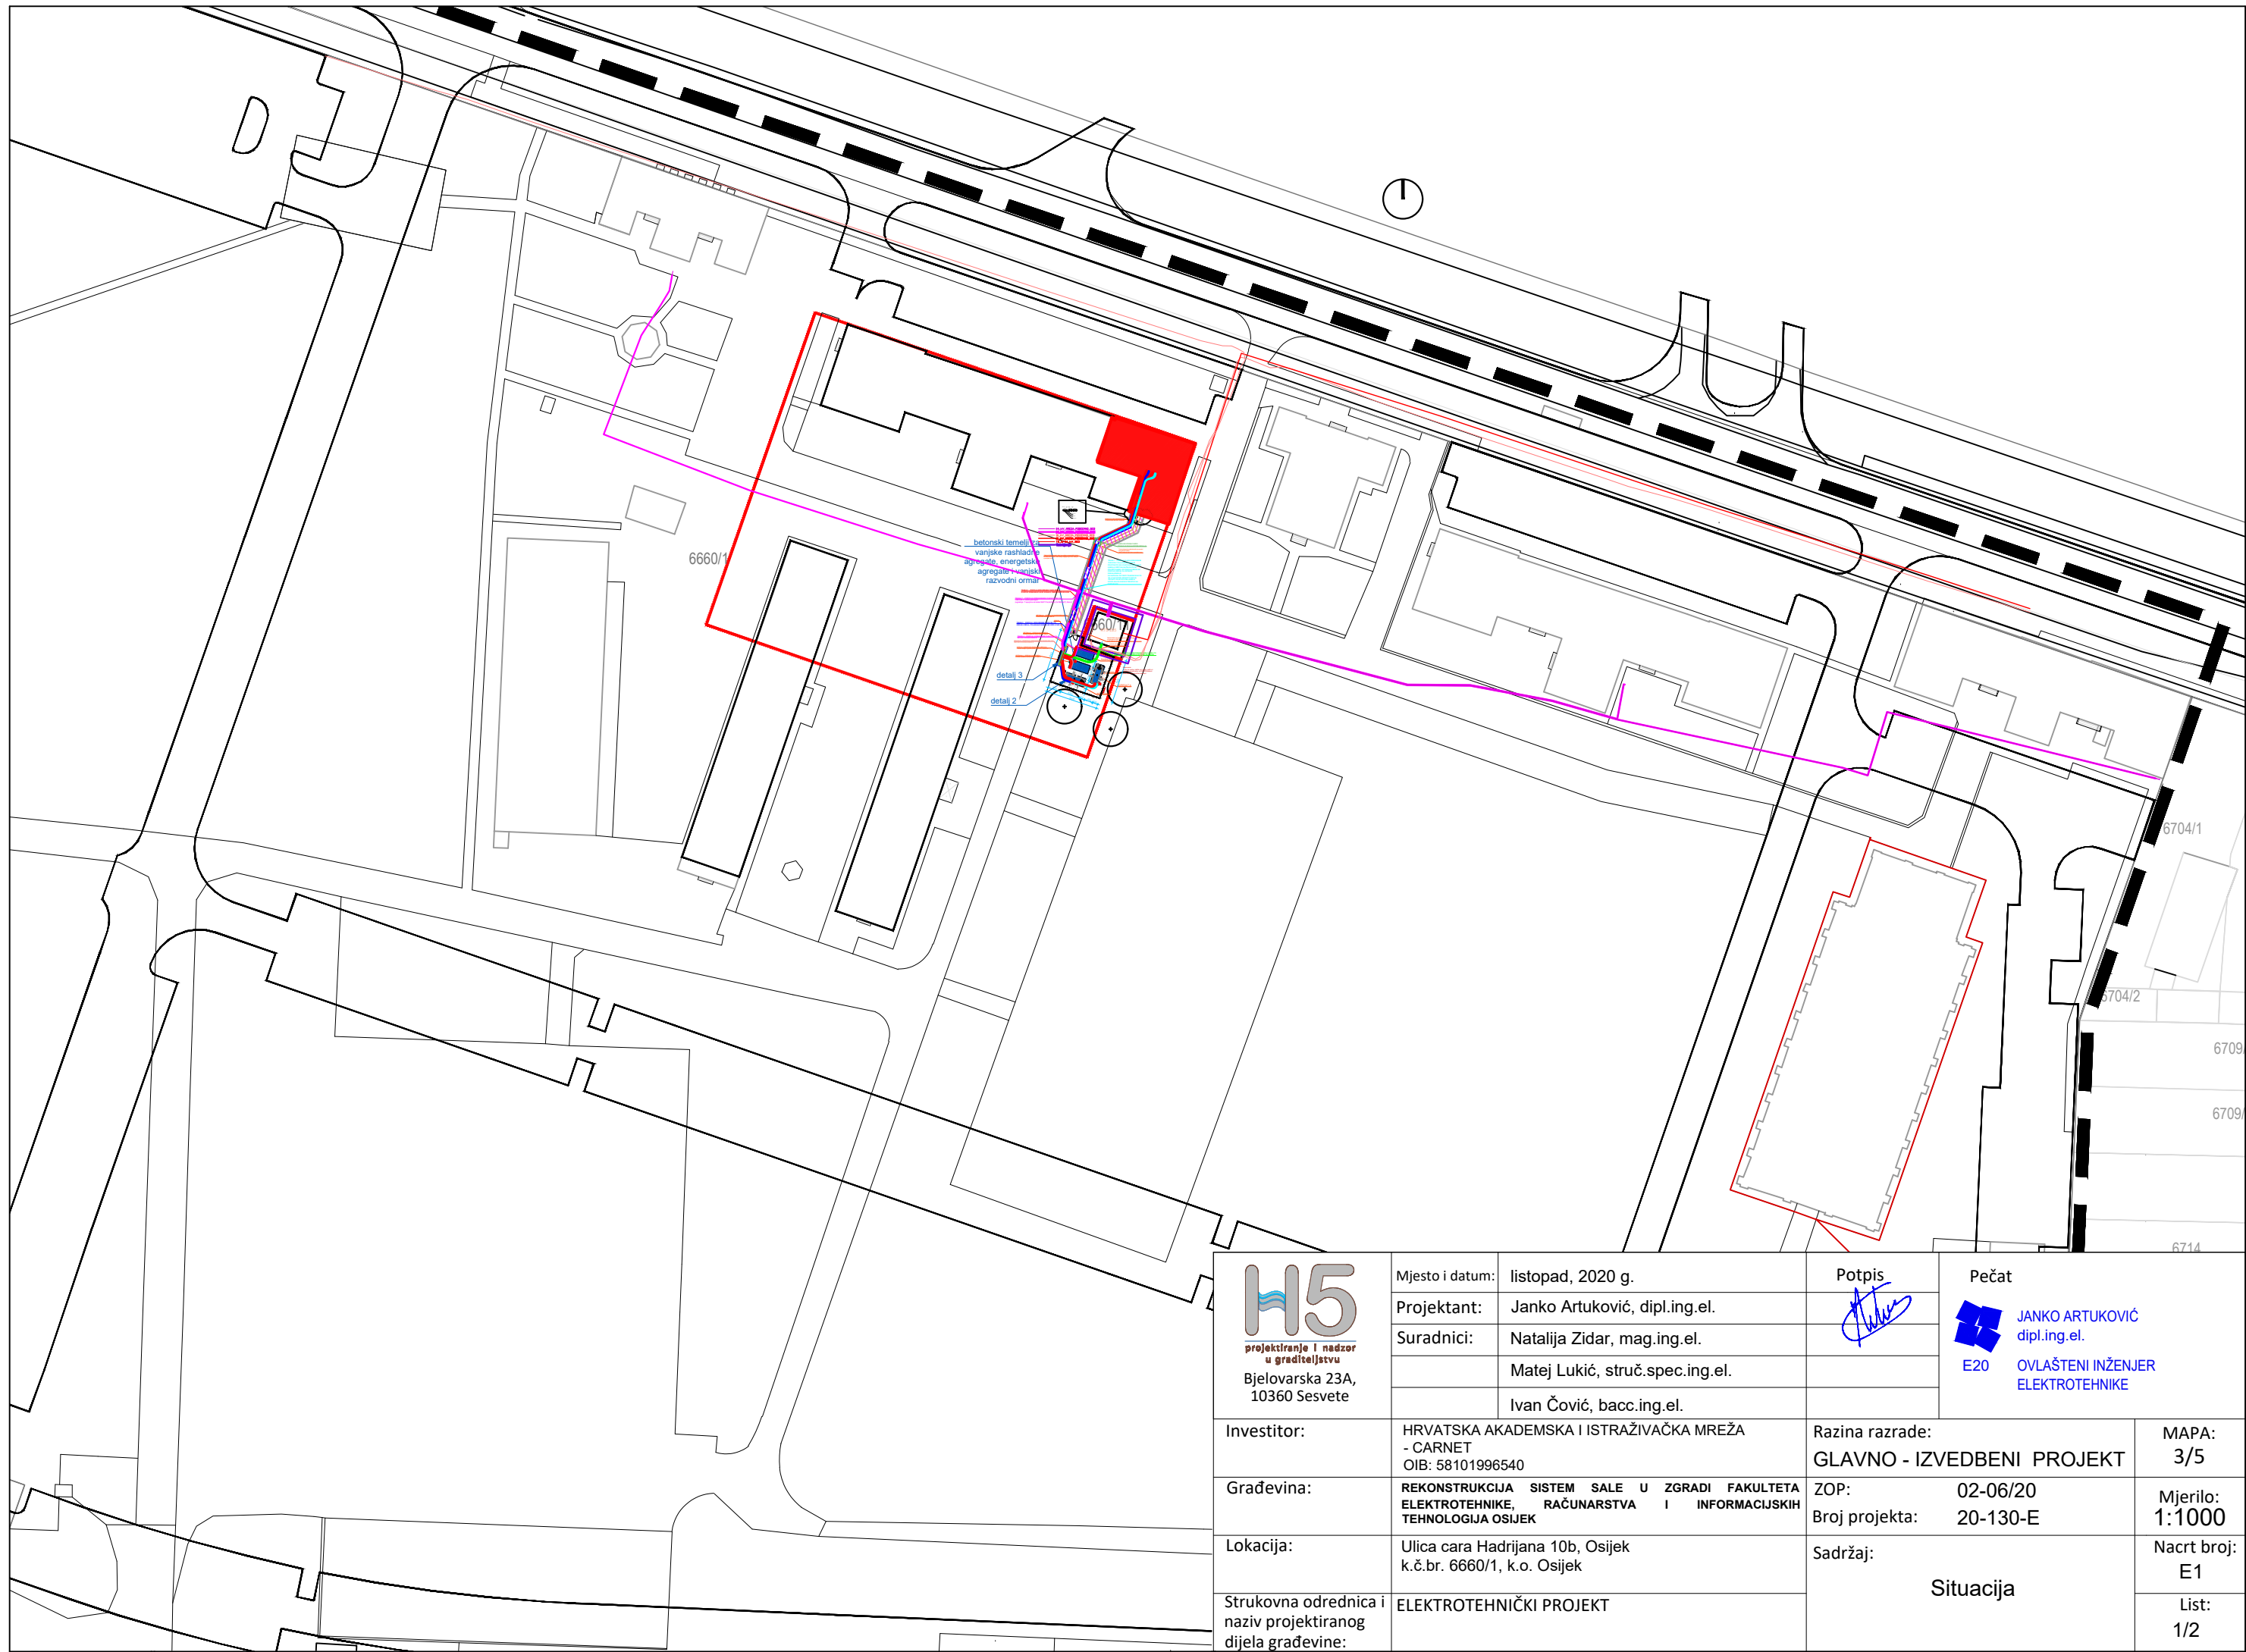 6660/1
betonski temelji za
vanjske rashladne
agregate, energetske
agregate i vanjski
razvodni ormar
detalj 3
detalj 2
6704/1
6704/2
6709/
6709/
6714
H5
projektiranje i nadzor
u graditeljstvu
Bjelovarska 23A,
10360 Sesvete
Mjesto i datum: listopad, 2020 g.
Projektant: Janko Artuković, dipl.ing.el.
Suradnici: Natalija Zidar, mag.ing.el.
Matej Lukić, struč.spec.ing.el.
Ivan Čović, bacc.ing.el.
Potpis
Pečat
JANKO ARTUKOVIĆ
dipl.ing.el.
E20 OVLAŠTENI INŽENJER
ELEKTROTEHNIKE
Investitor: HRVATSKA AKADEMSKA I ISTRAŽIVAČKA MREŽA
- CARNET
OIB: 58101996540
Razina razrade:
GLAVNO - IZVEDBENI PROJEKT
MAPA:
3/5
Građevina: REKONSTRUKCIJA SISTEM SALE U ZGRADI FAKULTETA
ELEKTROTEHNIKE, RAČUNARSTVA I INFORMACIJSKIH
TEHNOLOGIJA OSIJEK
ZOP: 02-06/20
Broj projekta: 20-130-E
Mjerilo:
1:1000
Lokacija: Ulica cara Hadrijana 10b, Osijek
k.č.br. 6660/1, k.o. Osijek
Sadržaj:
Situacija
Nacrt broj:
E1
Strukovna odrednica i
naziv projektiranog
dijela građevine:
ELEKTROTEHNIČKI PROJEKT
List:
1/2